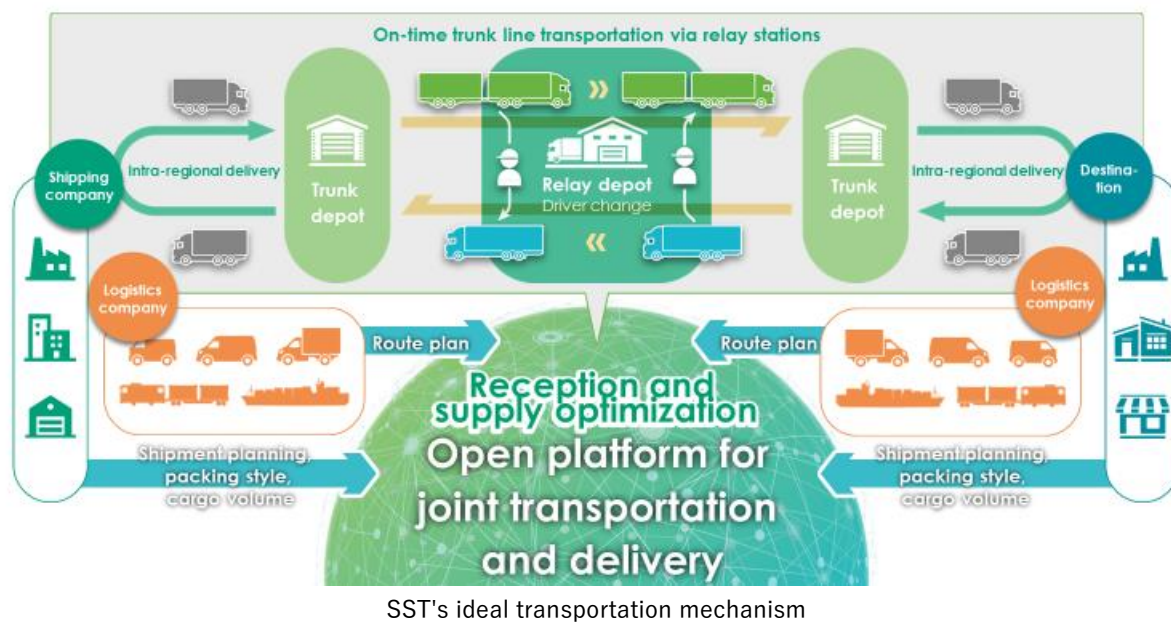 On-time trunk line transportation via relay stations
Shipping
company
Intra-regional delivery
Trunk
depot
Relay depot
Driver change
Trunk
depot
Intra-regional delivery
Destina-
tion
Logistics
company
Logistics
company
Route plan
Route plan
Reception and
supply optimization
Open platform for
joint transportation
and delivery
Shipment planning,
packing style,
cargo volume
Shipment planning,
packing style,
cargo volume
SST's ideal transportation mechanism